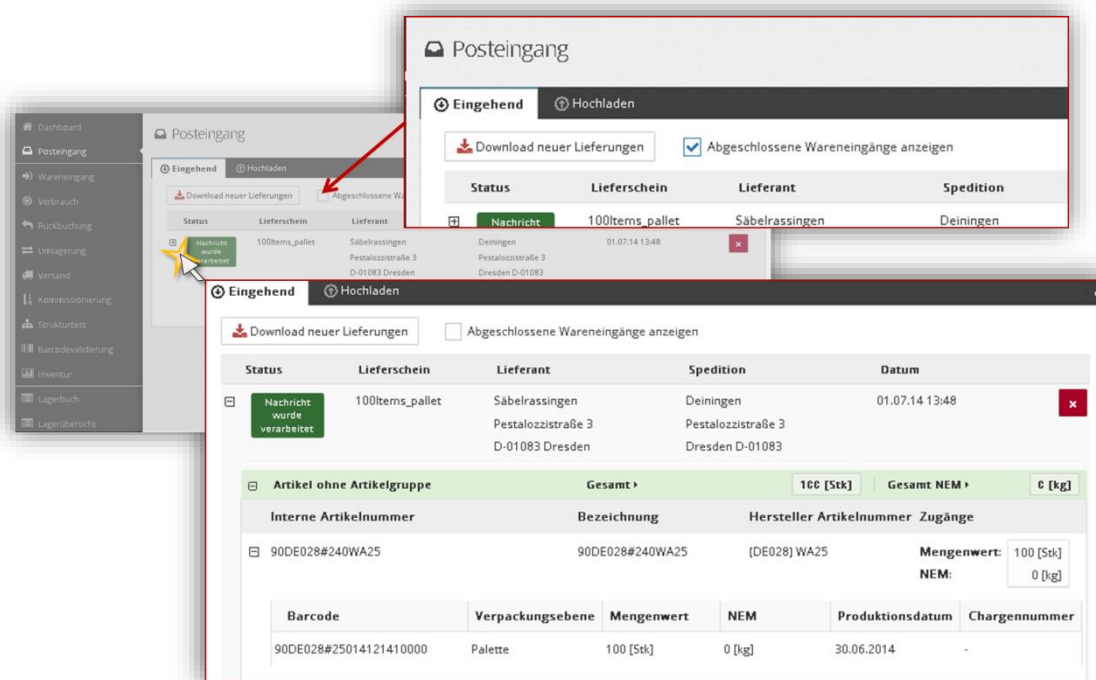 Posteingang
Eingehend Hochladen
Download neuer Lieferungen Abgeschlossene Wareneingänge anzeigen
Status Lieferschein Lieferant Spedition
Nachricht 100Items_pallet Säbelrassingen Deiningen
Dashboard
Posteingang
Wareneingang
Verbrauch
Rückbuchung
Umlagerung
Versand
Kommissionierung
Strukturtest
Barcodevalidierung
Inventur
Lagerbuch
Lagerübersicht
Posteingang
Eingehend Hochladen
Download neuer Lieferungen Abgeschlossene Wa
Status Lieferschein Lieferant
Nachricht 100Items_pallet Säbelrassingen Deiningen 01.07.14 13:48
wurde Pestalozzistraße 3 Pestalozzistraße 3
verarbeitet D-01083 Dresden Dresden D-01083
Eingehend Hochladen
Download neuer Lieferungen Abgeschlossene Wareneingänge anzeigen
Status Lieferschein Lieferant Spedition Datum
Nachricht 100Items_pallet Säbelrassingen Deiningen 01.07.14 13:48
wurde Pestalozzistraße 3 Pestalozzistraße 3
verarbeitet D-01083 Dresden Dresden D-01083
Artikel ohne Artikelgruppe Gesamt 100 [Stk] Gesamt NEM 0 [kg]
Interne Artikelnummer Bezeichnung Hersteller Artikelnummer Zugänge
90DE028#240WA25 90DE028#240WA25 (DE028) WA25 Mengenwert: 100 [Stk]
NEM: 0 [kg]
Barcode Verpackungsebene Mengenwert NEM Produktionsdatum Chargennummer
90DE028#25014121410000 Palette 100 [Stk] 0 [kg] 30.06.2014 -